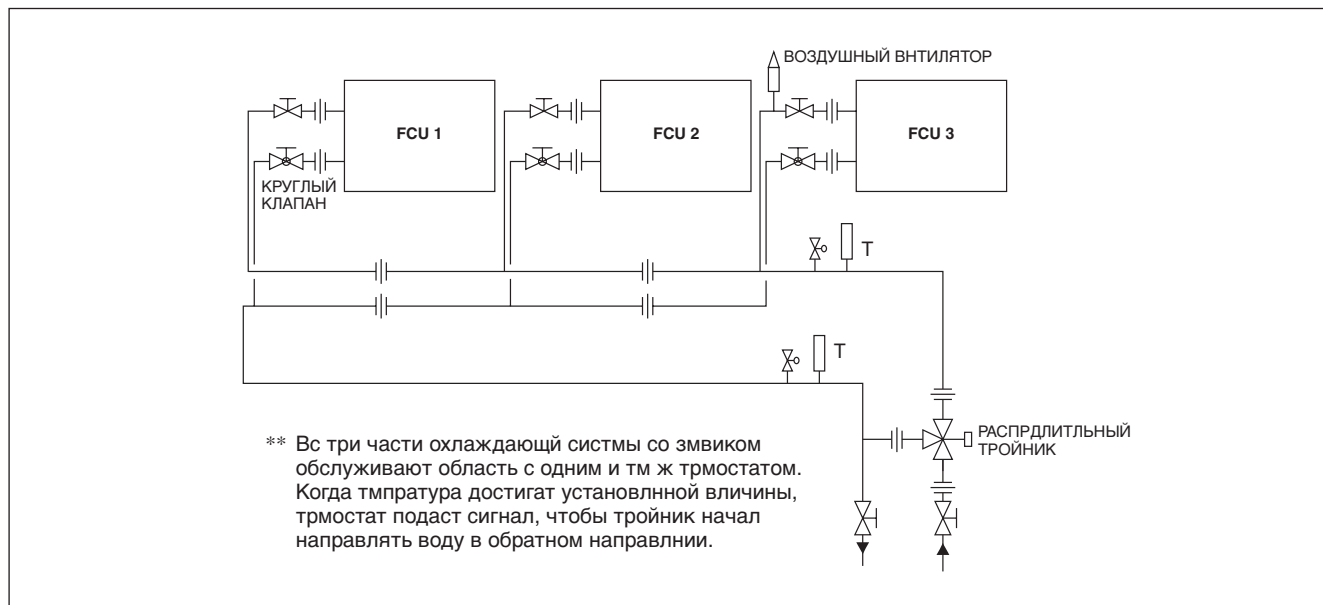 ВОЗДУШНЫЙ ВНТИЛЯТОР
FCU 1
FCU 2
FCU 3
КРУГЛЫЙ
КЛАПАН
T
T
РАСПРДЛИТЛЬНЫЙ
ТРОЙНИК
** Вс три части охлаждающй систмы со змвиком
обслуживают область с одним и тм ж трмостатом.
Когда тмпратура достигат установлнной вличины,
трмостат подаст сигнал, чтобы тройник начал
направлять воду в обратном направлнии.